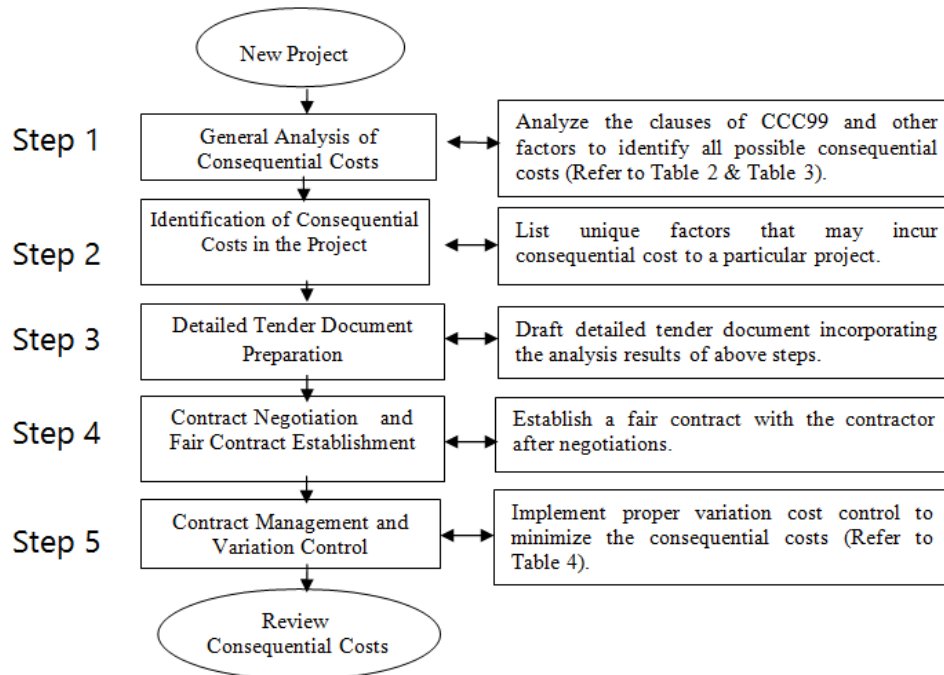 New Project
Step 1
General Analysis of
Consequential Costs
Analyze the clauses of CCC99 and other
factors to identify all possible consequential
costs (Refer to Table 2 & Table 3).
Step 2
Identification of Consequential
Costs in the Project
List unique factors that may incur
consequential cost to a particular project.
Step 3
Detailed Tender Document
Preparation
Draft detailed tender document incorporating
the analysis results of above steps.
Step 4
Contract Negotiation and
Fair Contract Establishment
Establish a fair contract with the contractor
after negotiations.
Step 5
Contract Management and
Variation Control
Implement proper variation cost control to
minimize the consequential costs (Refer to
Table 4).
Review
Consequential Costs